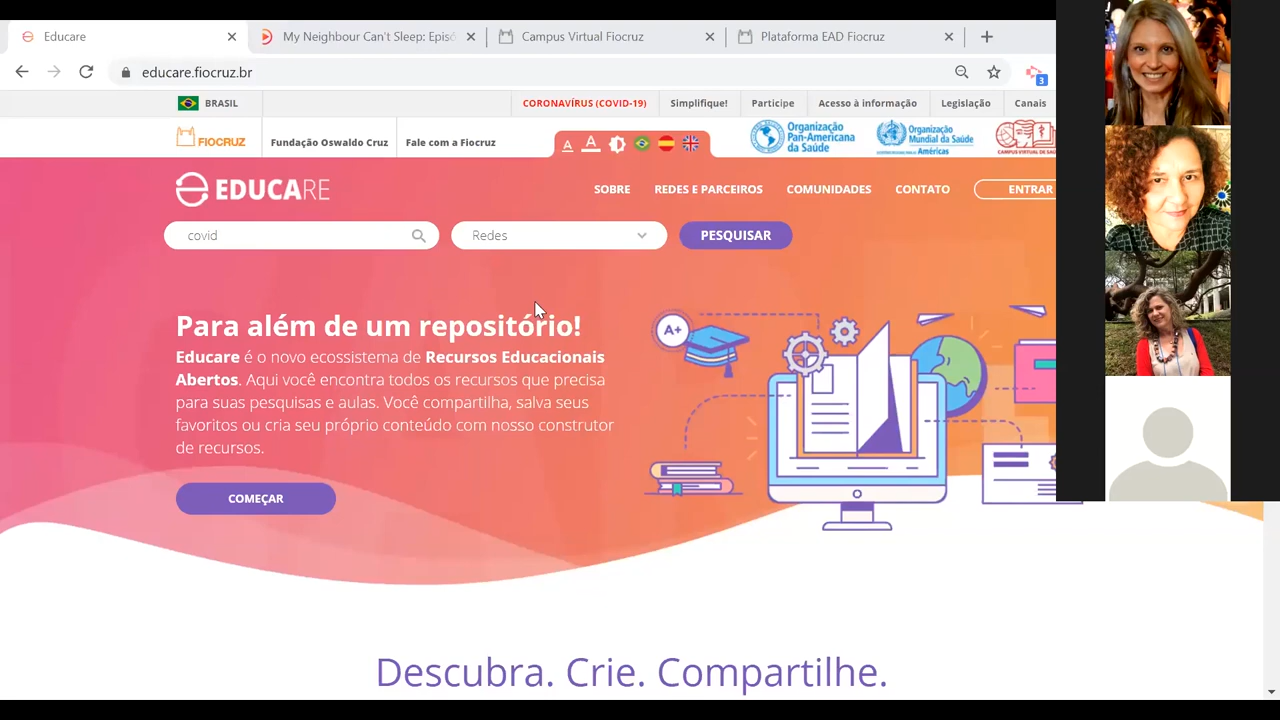 Educare
My Neighbour Can't Sleep: Episó
Campus Virtual Fiocruz
Plataforma EAD Fiocruz
educare.fiocruz.br
3
BRASIL
CORONAVÍRUS (COVID-19)
Simplifique!
Participe
Acesso à informação
Legislação
Canais
FIOCRUZ
Fundação Oswaldo Cruz
Fale com a Fiocruz
A
A
Organização
Pan-Americana
da Saúde
Organização
Mundial da Saúde
Américas
EDUCARE
SOBRE
REDES E PARCEIROS
COMUNIDADES
CONTATO
ENTRAR
covid
Redes
PESQUISAR
Para além de um repositório!
Educare é o novo ecossistema de Recursos Educacionais
Abertos. Aqui você encontra todos os recursos que precisa
para suas pesquisas e aulas. Você compartilha, salva seus
favoritos ou cria seu próprio conteúdo com nosso construtor
de recursos.
COMEÇAR
A+
Descubra. Crie. Compartilhe.